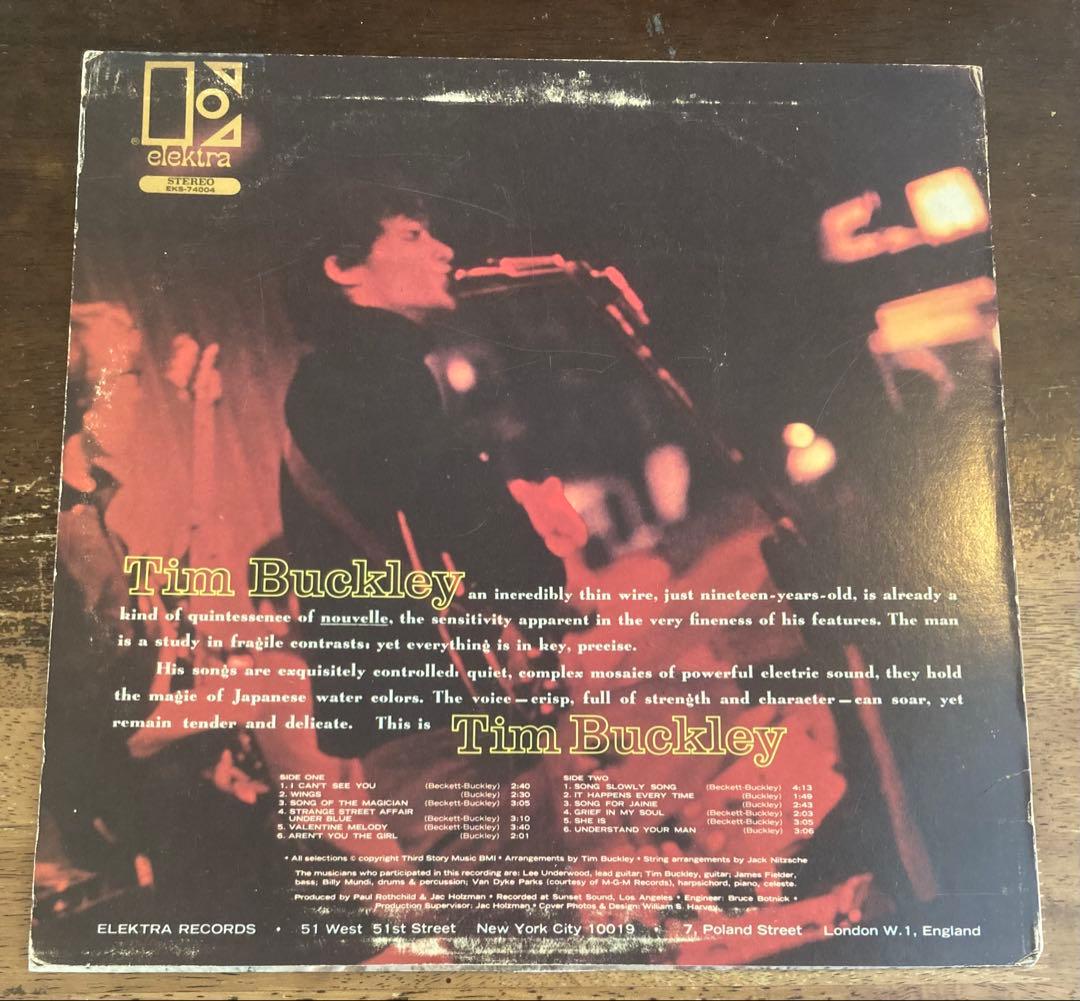 elektra
®
STEREO
EKS-74004
Tim Buckley an incredibly thin wire, just nineteen-years-old, is already a
kind of quintessence of nouvelle, the sensitivity apparent in the very fineness of his features. The man
is a study in fragile contrasts: yet everything is in key, precise.
His songs are exquisitely controlled: quiet, complex mosaics of powerful electric sound, they hold
the magic of Japanese water colors. The voice—crisp, full of strength and character—can soar, yet
remain tender and delicate. This is Tim Buckley
SIDE ONE
1. I CAN'T SEE YOU (Beckett-Buckley) 2:40
2. WINGS (Buckley) 2:30
3. SONG OF THE MAGICIAN (Beckett-Buckley) 3:05
4. STRANGE STREET AFFAIR
UNDER BLUE (Beckett-Buckley) 3:10
5. VALENTINE MELODY (Beckett-Buckley) 3:40
6. AREN'T YOU THE GIRL (Buckley) 2:01
SIDE TWO
1. SONG SLOWLY SONG (Beckett-Buckley) 4:13
2. IT HAPPENS EVERY TIME (Buckley) 1:49
3. SONG FOR JAINIE (Buckley) 2:43
4. GRIEF IN MY SOUL (Beckett-Buckley) 2:03
5. SHE IS (Beckett-Buckley) 3:05
6. UNDERSTAND YOUR MAN (Buckley) 3:06
• All selections © copyright Third Story Music BMI • Arrangements by Tim Buckley • String arrangements by Jack Nitzsche
The musicians who participated in this recording are: Lee Underwood, lead guitar; Tim Buckley, guitar; James Fielder,
bass; Billy Mundi, drums & percussion; Van Dyke Parks (courtesy of M-G-M Records), harpsichord, piano, celeste.
Produced by Paul Rothchild & Jac Holzman • Recorded at Sunset Sound, Los Angeles • Engineer: Bruce Botnick •
Production Supervisor: Jac Holzman • Cover Photos & Design: William S. Harvey
ELEKTRA RECORDS • 51 West 51st Street New York City 10019 • 7, Poland Street London W.1, England